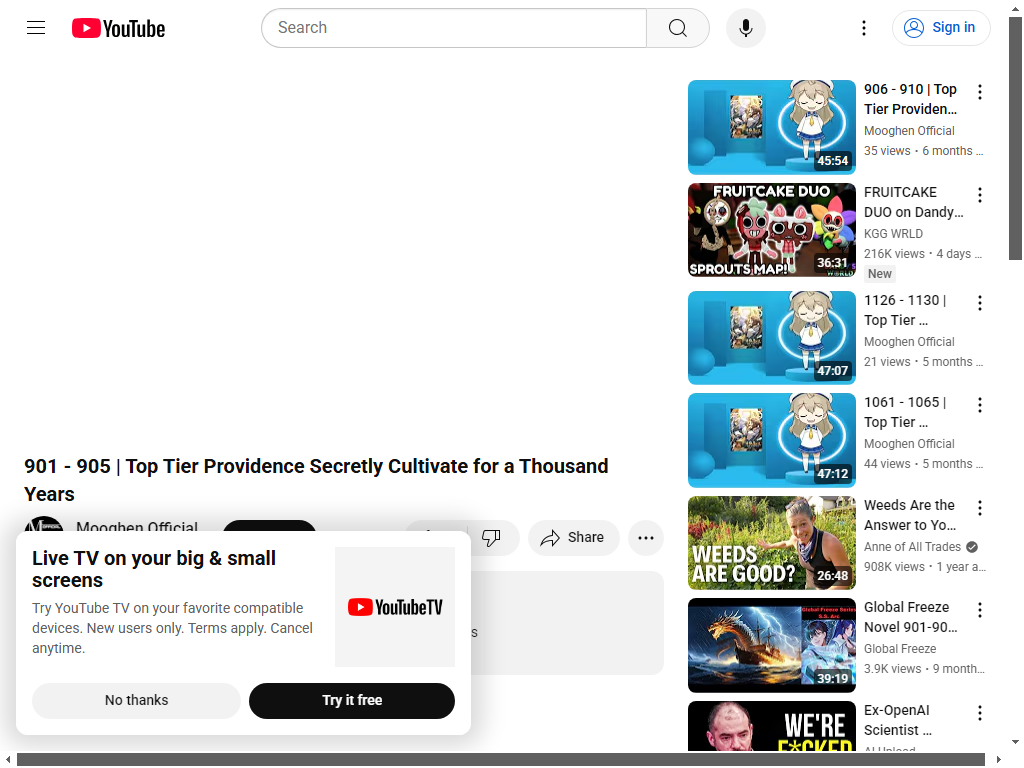 YouTube
Search
Sign in
906 - 910 | Top
Tier Providen…
Mooghen Official
35 views • 6 months …
45:54
FRUITCAKE DUO
SPROUTS MAP!
36:31
FRUITCAKE
DUO on Dandy…
KGG WRLD
216K views • 4 days …
New
47:07
1126 - 1130 |
Top Tier …
Mooghen Official
21 views • 5 months …
47:12
1061 - 1065 |
Top Tier …
Mooghen Official
44 views • 5 months …
901 - 905 | Top Tier Providence Secretly Cultivate for a Thousand
Years
Mooghen Official
Share
WEEDS
ARE GOOD?
26:48
Weeds Are the
Answer to Yo…
Anne of All Trades
908K views • 1 year a…
Live TV on your big & small
screens
Try YouTube TV on your favorite compatible
devices. New users only. Terms apply. Cancel
anytime.
YouTubeTV
No thanks
Try it free
Global Freeze Series
S.S. Arc
39:19
Global Freeze
Novel 901-90…
Global Freeze
3.9K views • 9 month…
WE'RE
F*CKED
Ex-OpenAI
Scientist …
AI Upload